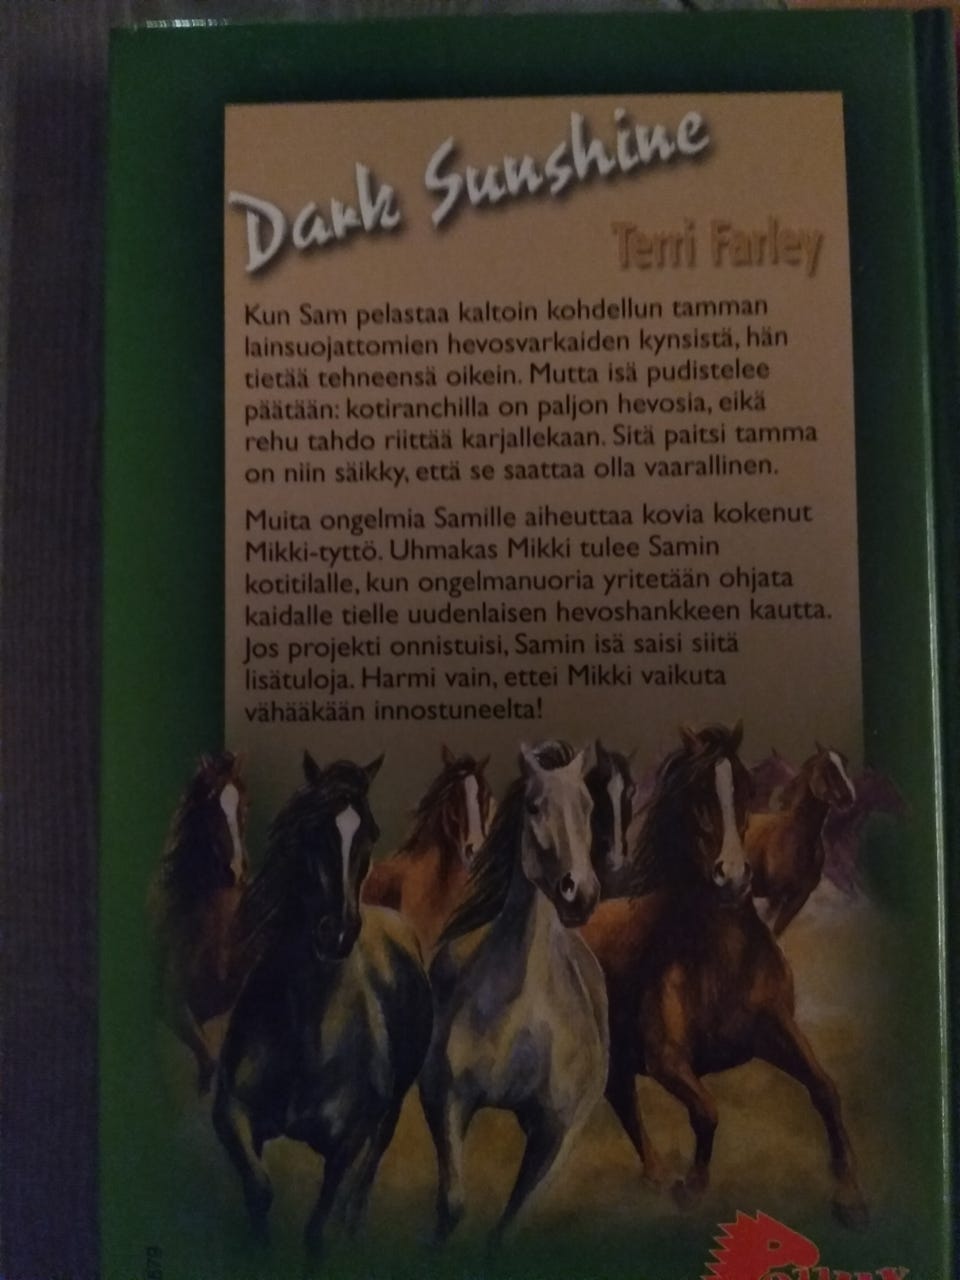 Dark Sunshine
Terri Farley
Kun Sam pelastaa kaltoin kohdellun tamman
lainsuojattomien hevosvarkaiden kynsistä, hän
tietää tehneensä oikein. Mutta isä pudistelee
päätään: kotiranchilla on paljon hevosia, eikä
rehu tahdo riittää karjallekaan. Sitä paitsi tamma
on niin säikky, että se saattaa olla vaarallinen.
Muita ongelmia Samille aiheuttaa kovia kokenut
Mikki-tyttö. Uhmakas Mikki tulee Samin
kotitilalle, kun ongelmanuoria yritetään ohjata
kaidalle tielle uudenlaisen hevoshankkeen kautta.
Jos projekti onnistuisi, Samin isä saisi siitä
lisätuloja. Harmi vain, ettei Mikki vaikuta
vähääkään innostuneelta!